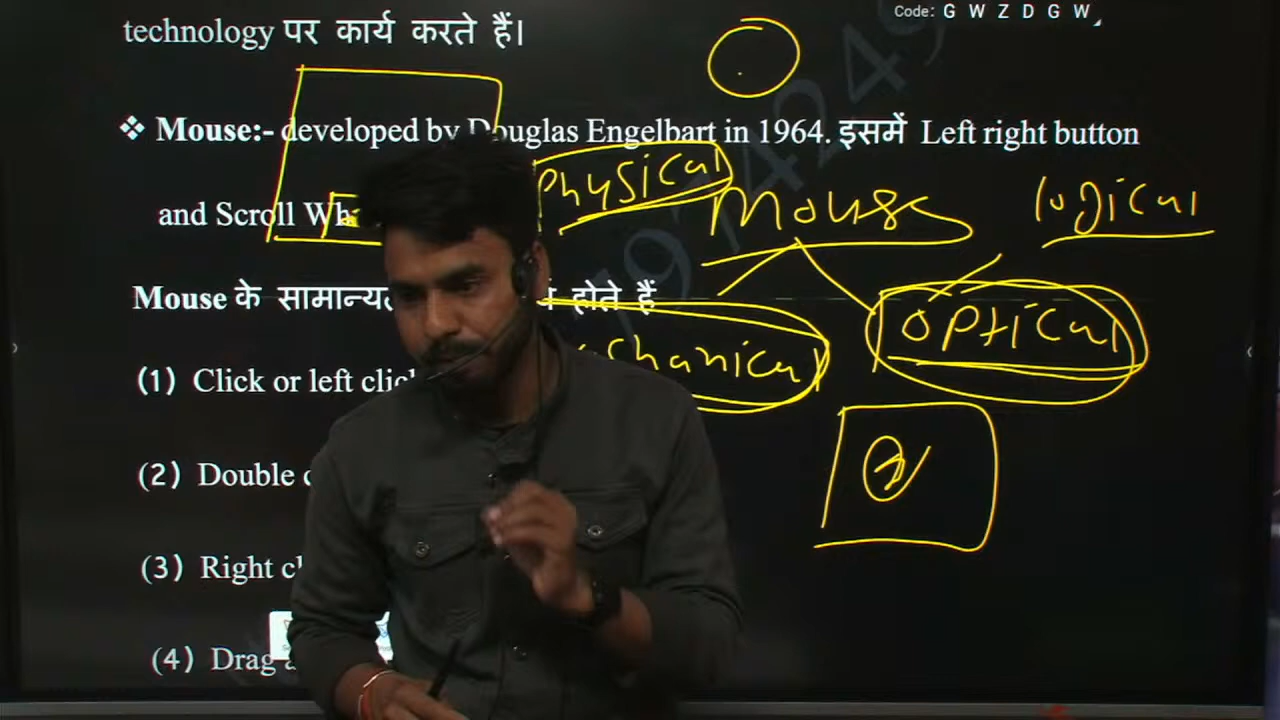 Code: G W Z D G W
technology पर कार्य करते हैं।
❖ Mouse:- developed by Douglas Engelbart in 1964. इसमें Left right button
Physical
Mouse
logical
and Scroll Wh
Mouse के सामान्यत
होते हैं
optical
(1) Click or left clic
chanical
(2) Double c
(3) Right cl
(4) Drag a